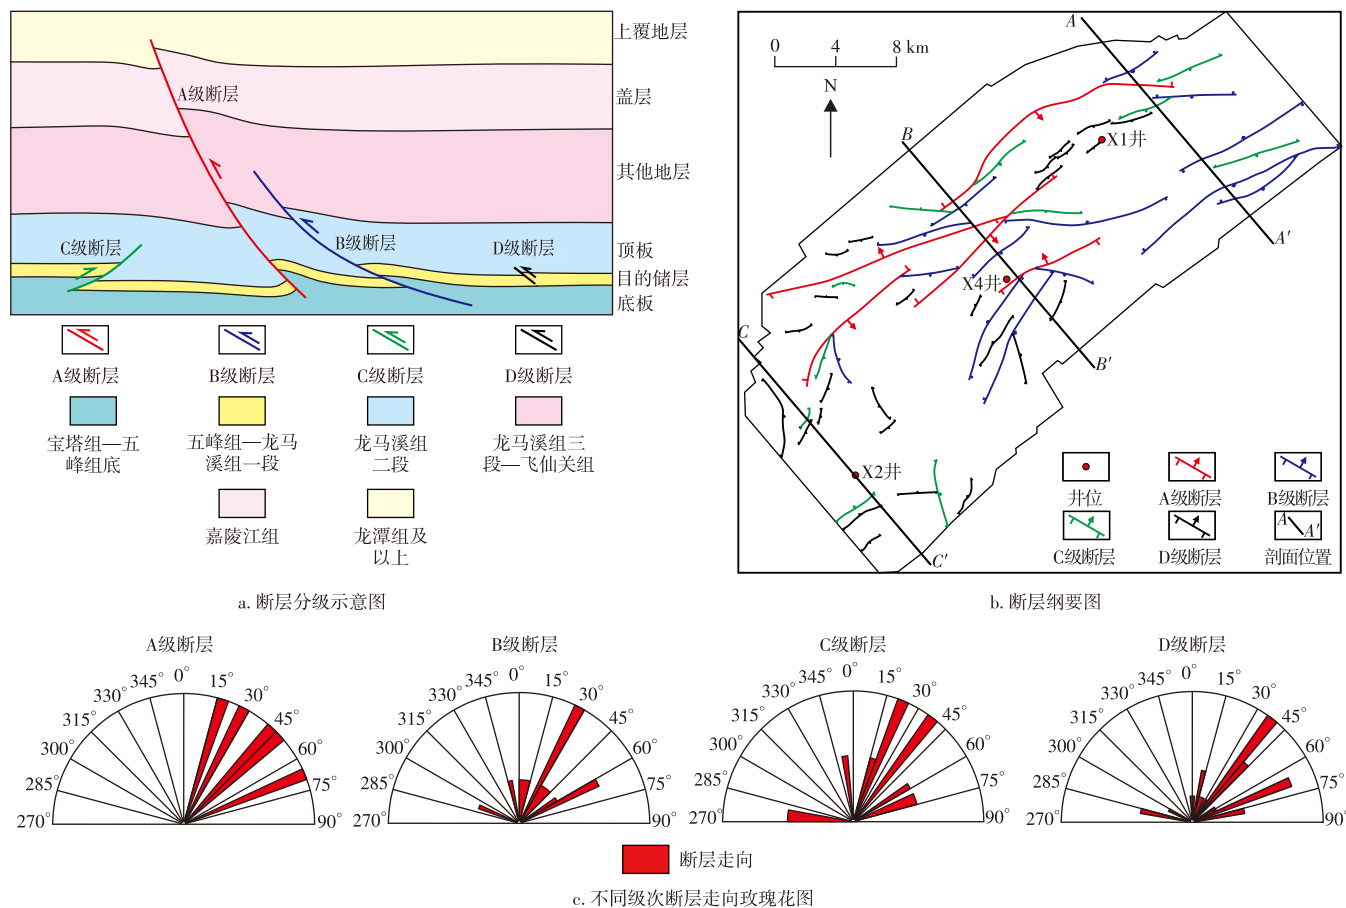 上覆地层
盖层
其他地层
顶板
目的储层
底板
A级断层
B级断层
C级断层
D级断层
A级断层
B级断层
C级断层
D级断层
宝塔组—五
峰组底
五峰组—龙马
溪组一段
龙马溪组
二段
龙马溪组三
段—飞仙关组
嘉陵江组
龙潭组及
以上
a. 断层分级示意图
0 4 8 km
N
A
B
C
X1井
X4井
X2井
A′
B′
C′
井位
A级断层
B级断层
C级断层
D级断层
A A′
剖面位置
b. 断层纲要图
A级断层
270° 285° 300° 315° 330° 345° 0° 15° 30° 45° 60° 75° 90°
B级断层
270° 285° 300° 315° 330° 345° 0° 15° 30° 45° 60° 75° 90°
C级断层
270° 285° 300° 315° 330° 345° 0° 15° 30° 45° 60° 75° 90°
D级断层
270° 285° 300° 315° 330° 345° 0° 15° 30° 45° 60° 75° 90°
断层走向
c. 不同级次断层走向玫瑰花图